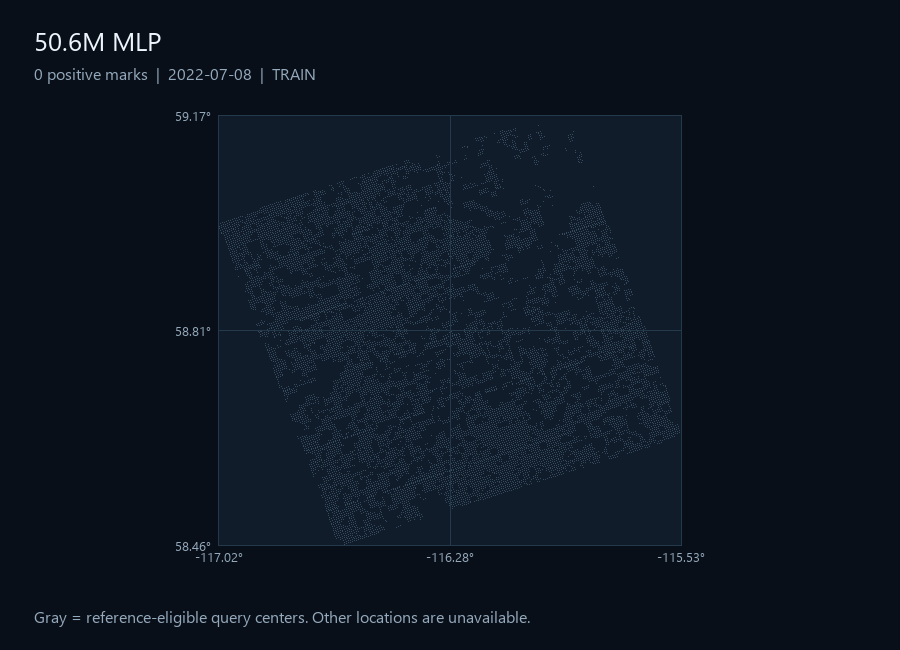 50.6M MLP
0 positive marks | 2022-07-08 | TRAIN
59.17°
58.81°
58.46°
-117.02° -116.28° -115.53°
Gray = reference-eligible query centers. Other locations are unavailable.